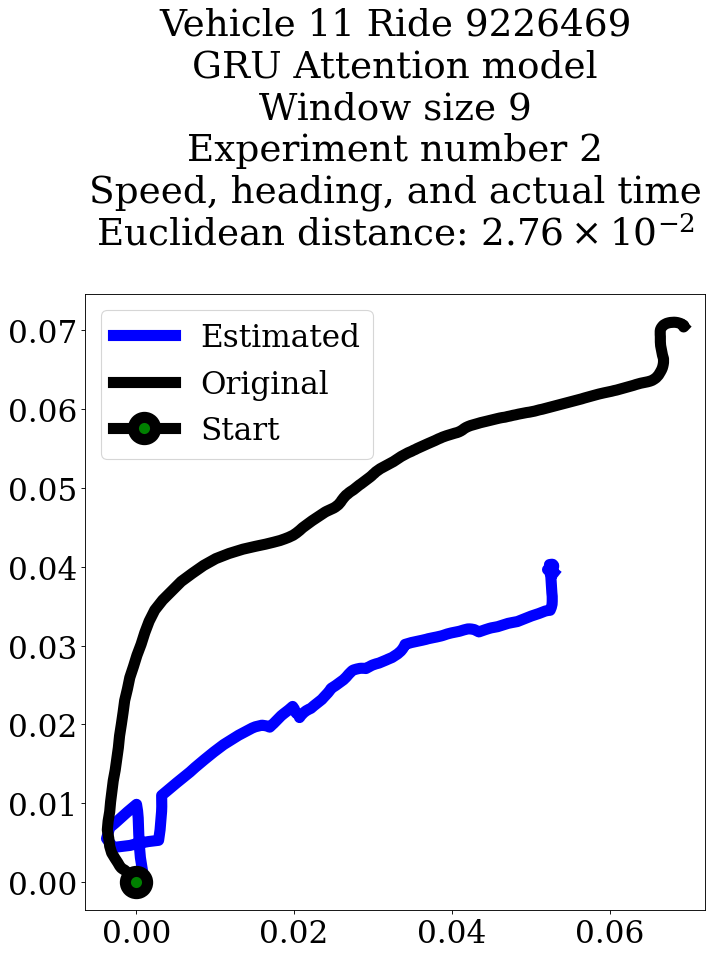 Vehicle 11 Ride 9226469
GRU Attention model
Window size 9
Experiment number 2
Speed, heading, and actual time
Euclidean distance: 2.76 × 10⁻²
Estimated
Original
Start
0.07
0.06
0.05
0.04
0.03
0.02
0.01
0.00
0.00 0.02 0.04 0.06